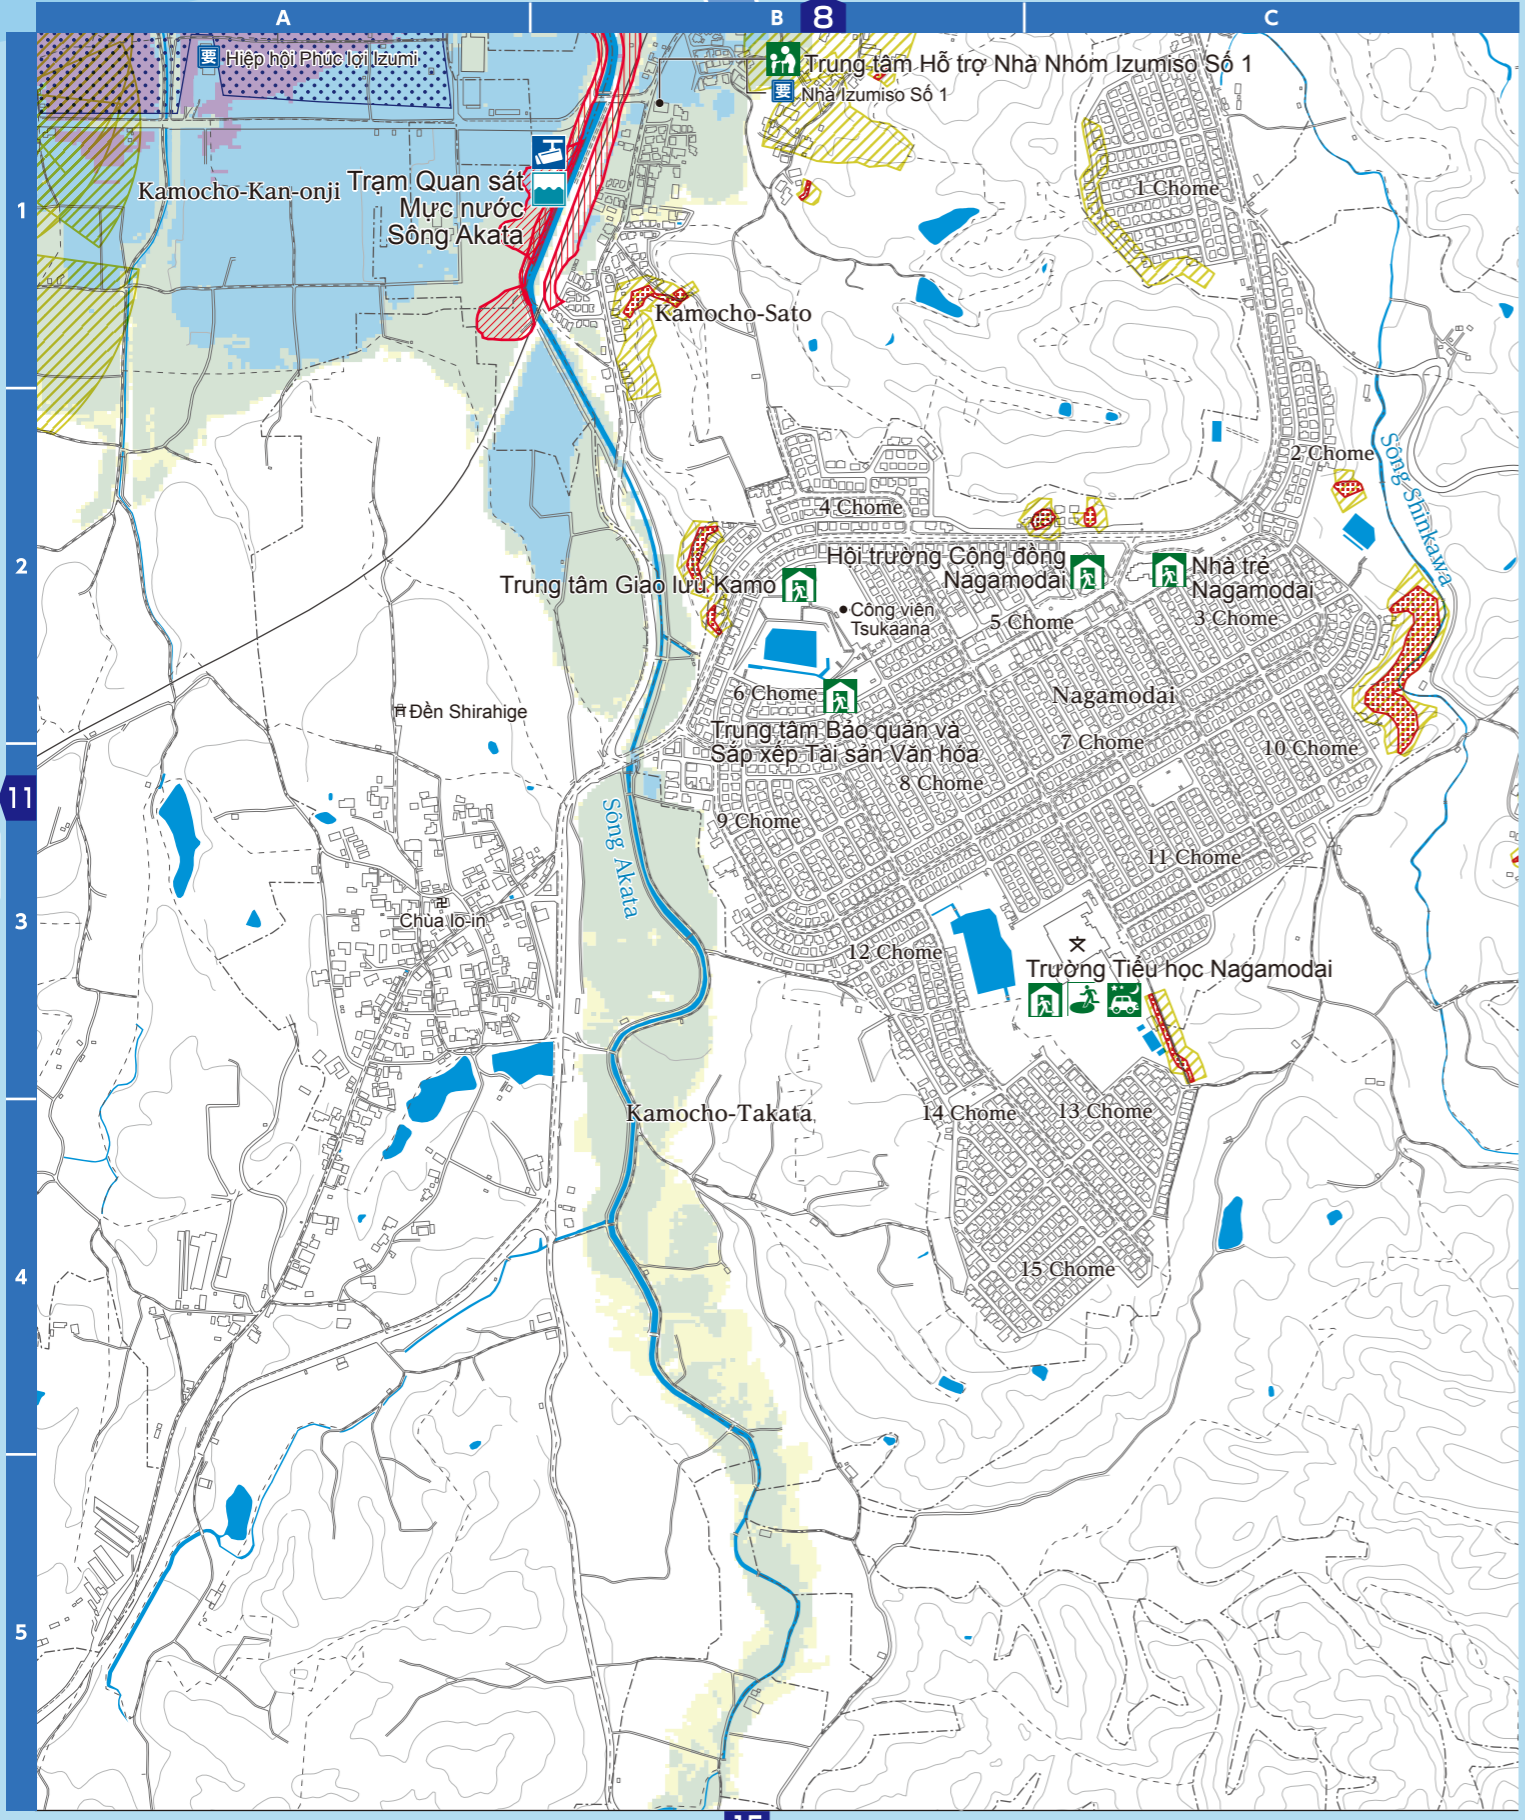 A
B
8
C
要 Hiệp hội Phúc lợi Izumi
Trung tâm Hỗ trợ Nhà Nhóm Izumiso Số 1
要 Nhà Izumiso Số 1
1
Kamocho-Kan-onji
Trạm Quan sát
Mực nước
Sông Akata
1 Chome
Kamocho-Sato
2 Chome
Sông Shinkawa
4 Chome
2
Hội trường Cộng đồng
Nagamodai
Nhà trẻ
Nagamodai
Trung tâm Giao lưu Kamo
Công viên
Tsukaana
5 Chome
3 Chome
6 Chome
Nagamodai
Đền Shirahige
Trung tâm Bảo quản và
Sắp xếp Tài sản Văn hóa
7 Chome
10 Chome
8 Chome
11
Sông Akata
9 Chome
11 Chome
3
Chùa Io-in
12 Chome
文
Trường Tiểu học Nagamodai
Kamocho-Takata
14 Chome
13 Chome
4
15 Chome
5
15